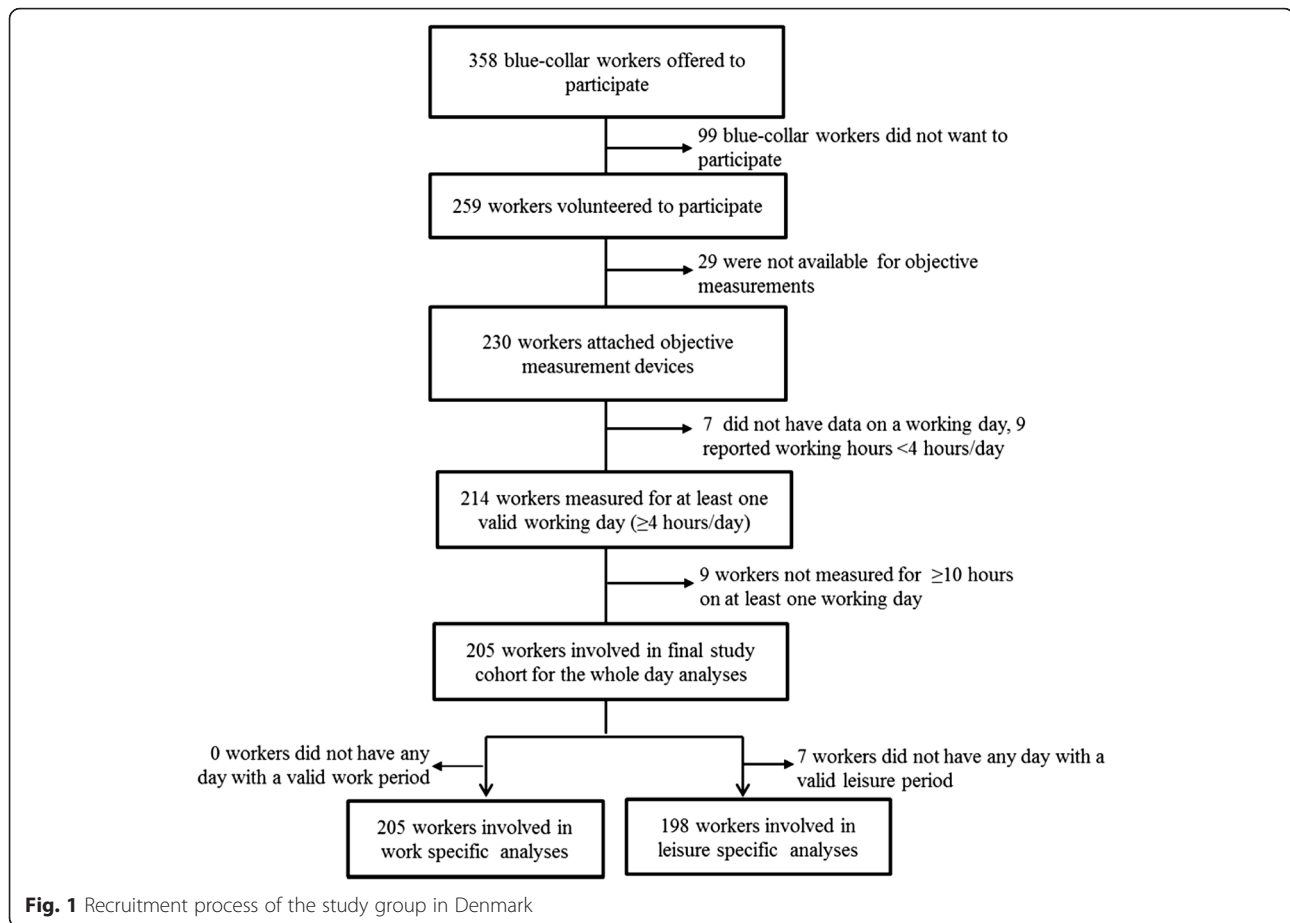 358 blue-collar workers offered to
participate
99 blue-collar workers did not want to
participate
259 workers volunteered to participate
29 were not available for objective
measurements
230 workers attached objective
measurement devices
7 did not have data on a working day, 9
reported working hours <4 hours/day
214 workers measured for at least one
valid working day (≥4 hours/day)
9 workers not measured for ≥10 hours
on at least one working day
205 workers involved in final study
cohort for the whole day analyses
0 workers did not have any
day with a valid work period
7 workers did not have any day with a
valid leisure period
205 workers involved in
work specific analyses
198 workers involved in
leisure specific analyses
Fig. 1 Recruitment process of the study group in Denmark